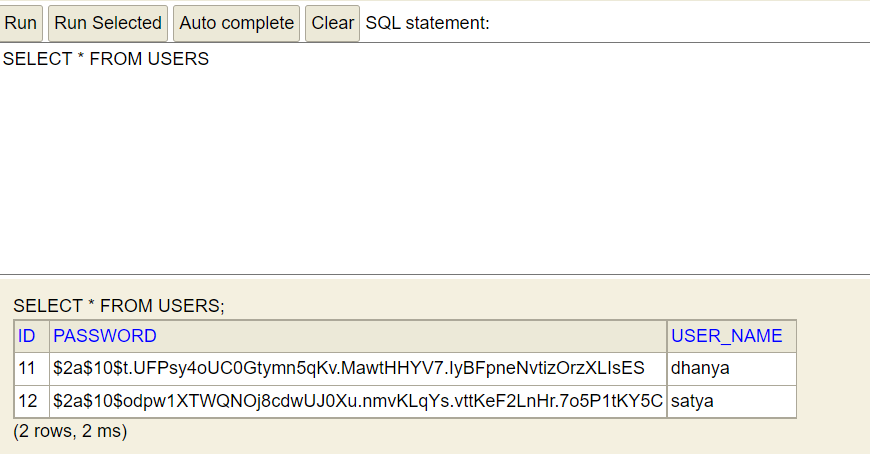 Run Run Selected Auto complete Clear SQL statement:
SELECT * FROM USERS
SELECT * FROM USERS;
ID PASSWORD USER_NAME
11 $2a$10$t.UFPsy4oUC0Gtymn5qKv.MawtHHYV7.IyBFpneNvtizOrzXLIsES dhanya
12 $2a$10$odpw1XTWQNOj8cdwUJ0Xu.nmvKLqYs.vttKeF2LnHr.7o5P1tKY5C satya
(2 rows, 2 ms)